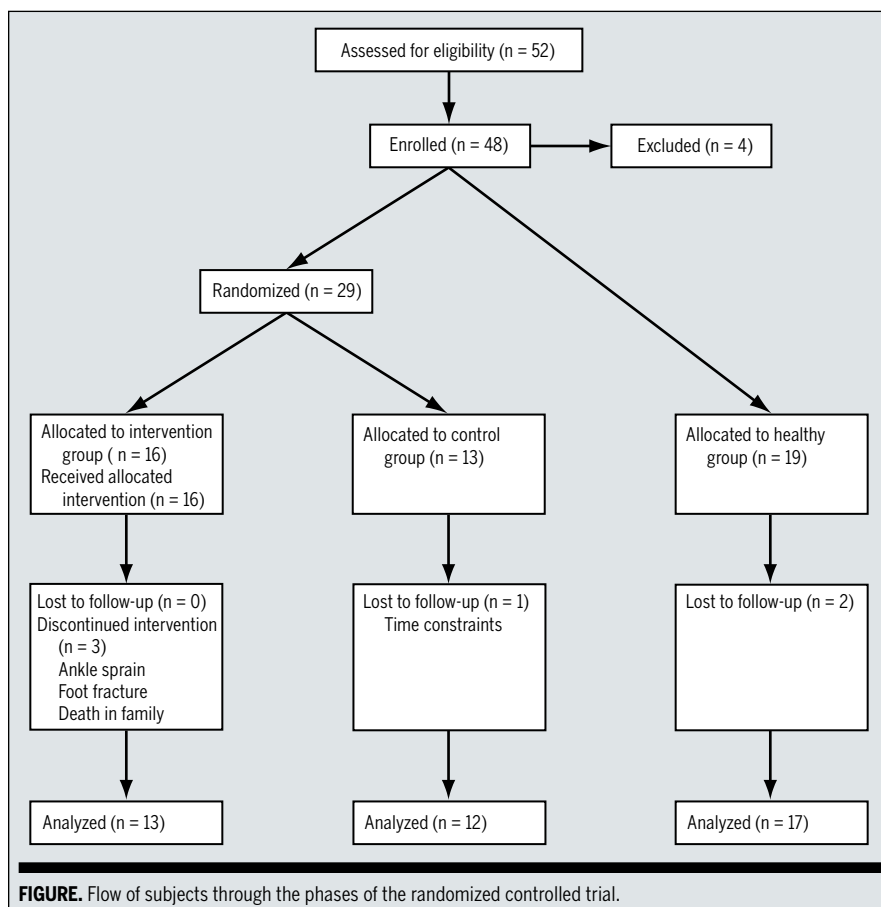 Assessed for eligibility (n = 52)
Enrolled (n = 48)
Excluded (n = 4)
Randomized (n = 29)
Allocated to intervention
group ( n = 16)
Received allocated
intervention (n = 16)
Allocated to control
group (n = 13)
Allocated to healthy
group (n = 19)
Lost to follow-up (n = 0)
Discontinued intervention
(n = 3)
Ankle sprain
Foot fracture
Death in family
Lost to follow-up (n = 1)
Time constraints
Lost to follow-up (n = 2)
Analyzed (n = 13)
Analyzed (n = 12)
Analyzed (n = 17)
FIGURE. Flow of subjects through the phases of the randomized controlled trial.